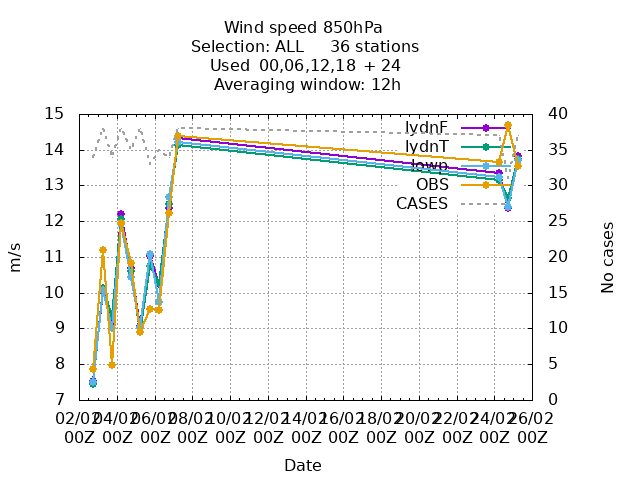 Wind speed 850hPa
Selection: ALL 36 stations
Used 00,06,12,18 + 24
Averaging window: 12h
lydnF
lydnT
lown
OBS
CASES
15
14
13
12
11
10
9
8
7
40
35
30
25
20
15
10
5
0
m/s
No cases
02/02 04/02 06/02 08/02 10/02 12/02 14/02 16/02 18/02 20/02 22/02 24/02 26/02
00Z 00Z 00Z 00Z 00Z 00Z 00Z 00Z 00Z 00Z 00Z 00Z 00Z
Date